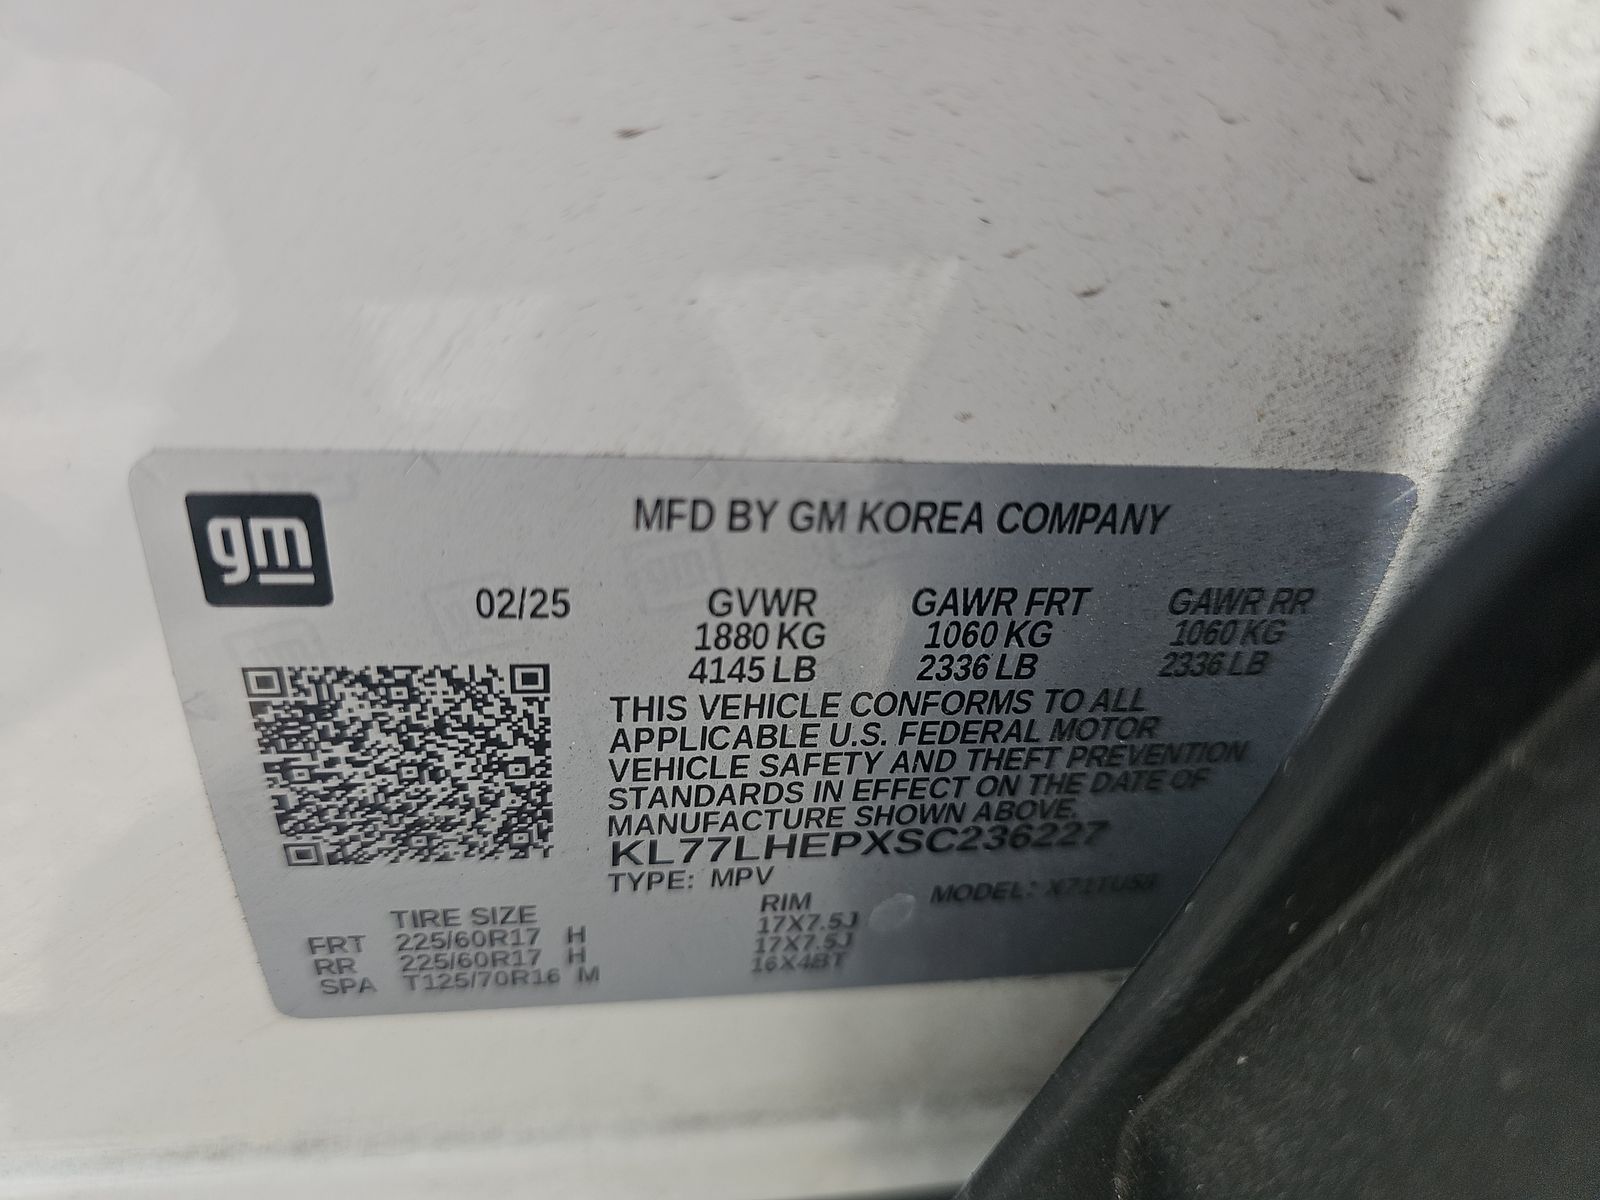 gm
MFD BY GM KOREA COMPANY
02/25 GVWR GAWR FRT GAWR RR
1880 KG 1060 KG 1060 KG
4145 LB 2336 LB 2336 LB
THIS VEHICLE CONFORMS TO ALL
APPLICABLE U.S. FEDERAL MOTOR
VEHICLE SAFETY AND THEFT PREVENTION
STANDARDS IN EFFECT ON THE DATE OF
MANUFACTURE SHOWN ABOVE.
KL77LHEPXSC236227
TYPE: MPV MODEL:
TIRE SIZE RIM
FRT 225/60R17 H 17X7.5J
RR 225/60R17 H 17X7.5J
SPA T125/70R16 M 16X4BT